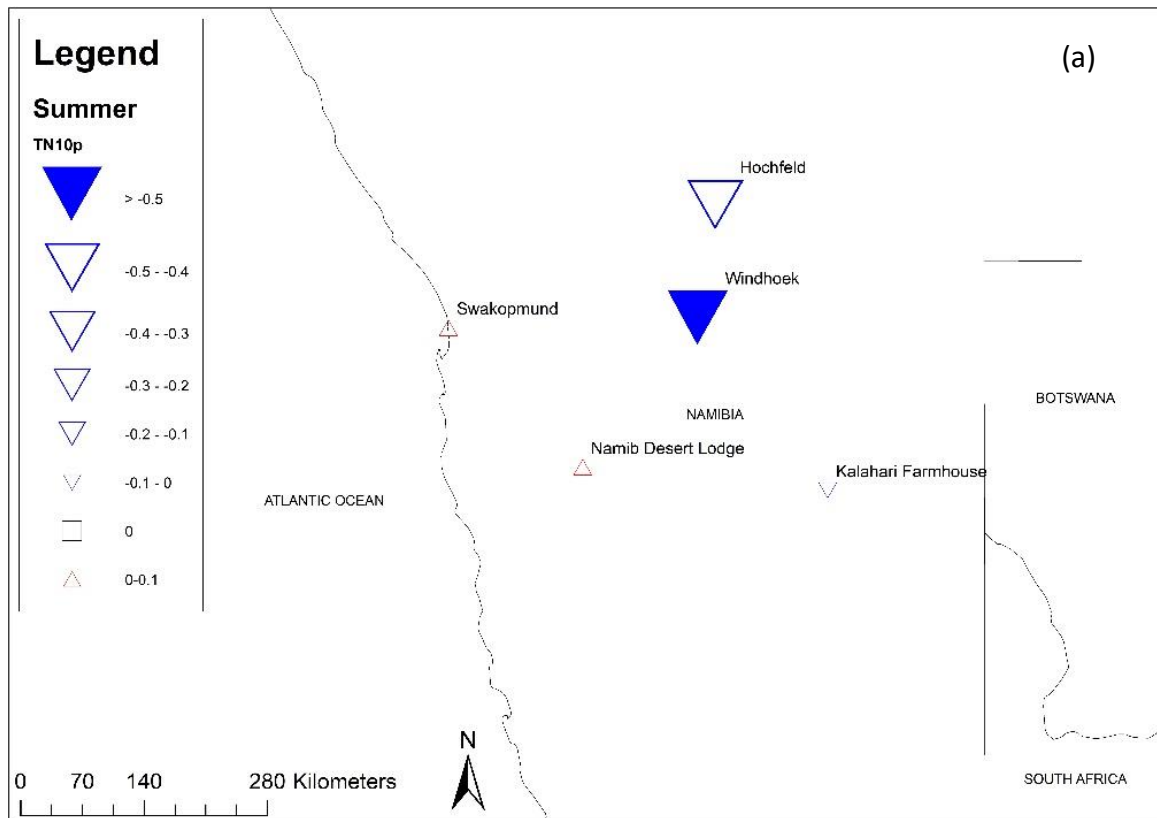 Legend
Summer
TN10p
> -0.5
-0.5 - -0.4
-0.4 - -0.3
-0.3 - -0.2
-0.2 - -0.1
-0.1 - 0
0
0-0.1
(a)
Hochfeld
Windhoek
Swakopmund
NAMIBIA
BOTSWANA
Namib Desert Lodge
Kalahari Farmhouse
ATLANTIC OCEAN
SOUTH AFRICA
N
0 70 140 280 Kilometers